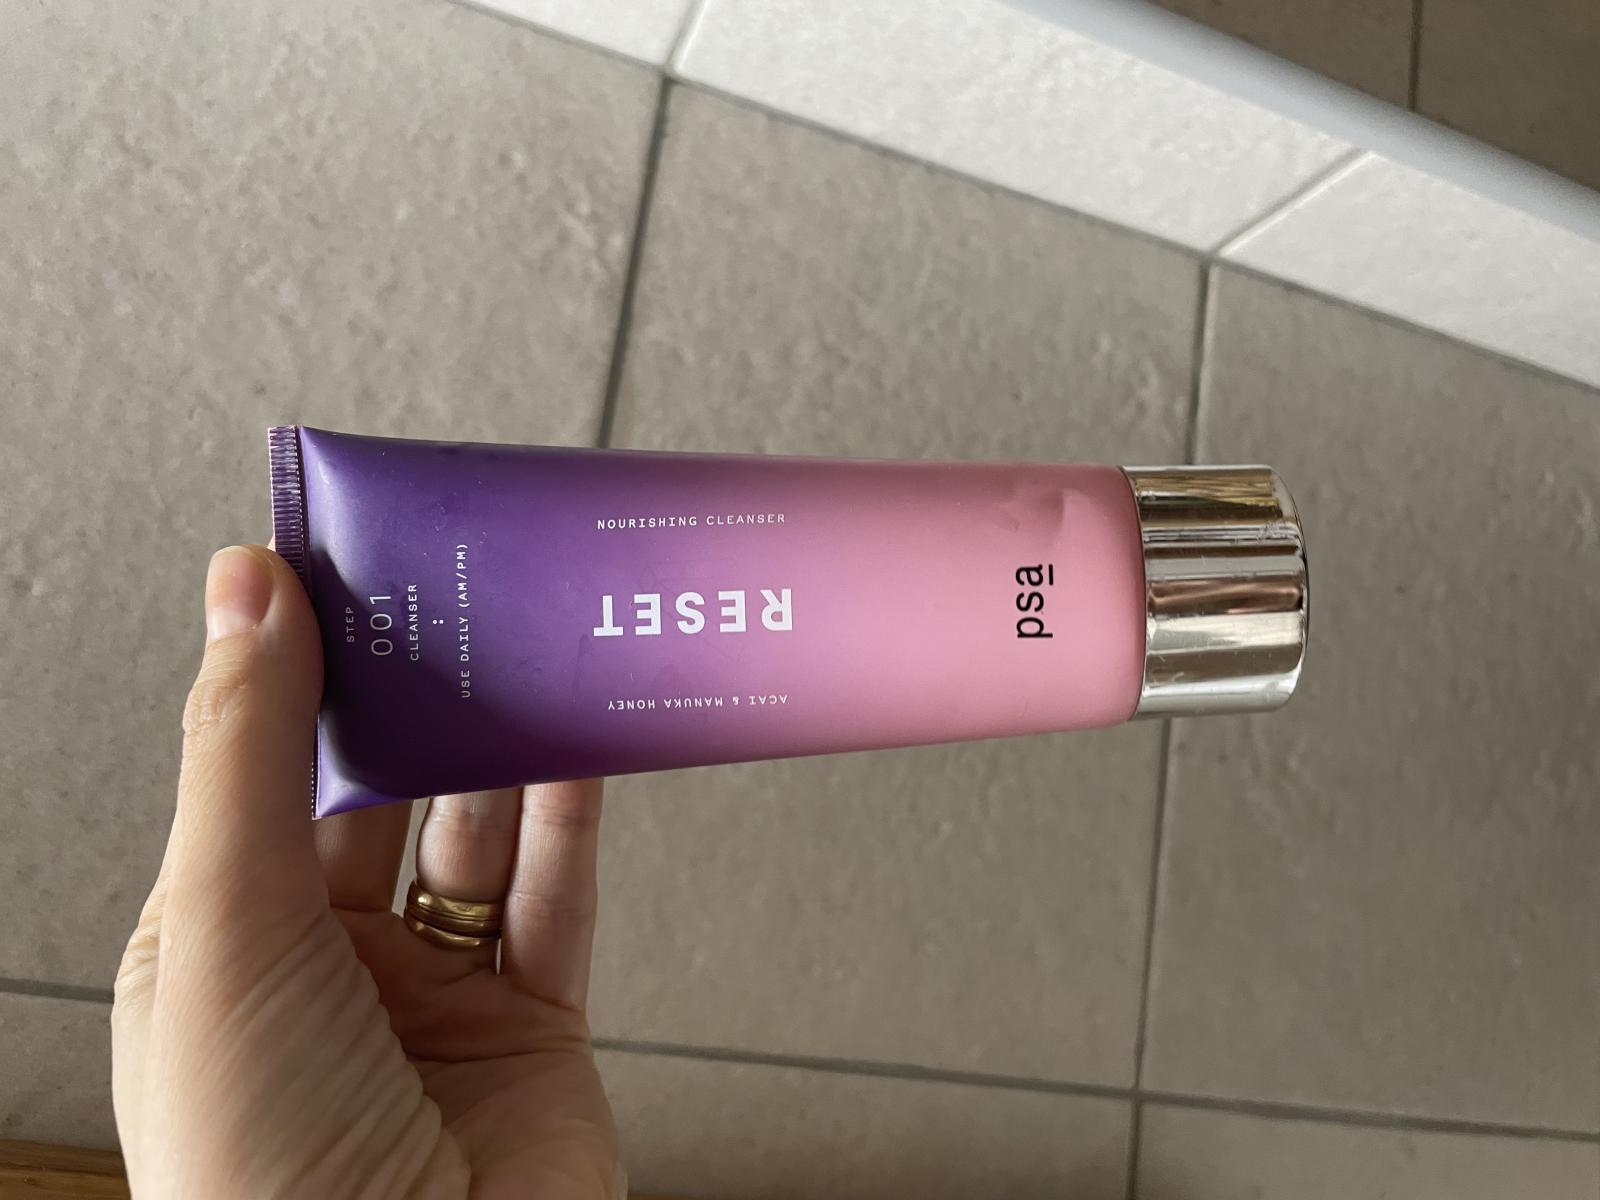 STEP
001
CLEANSER
:
USE DAILY (AM/PM)
NOURISHING CLEANSER
RESET
ACAI & MANUKA HONEY
psa